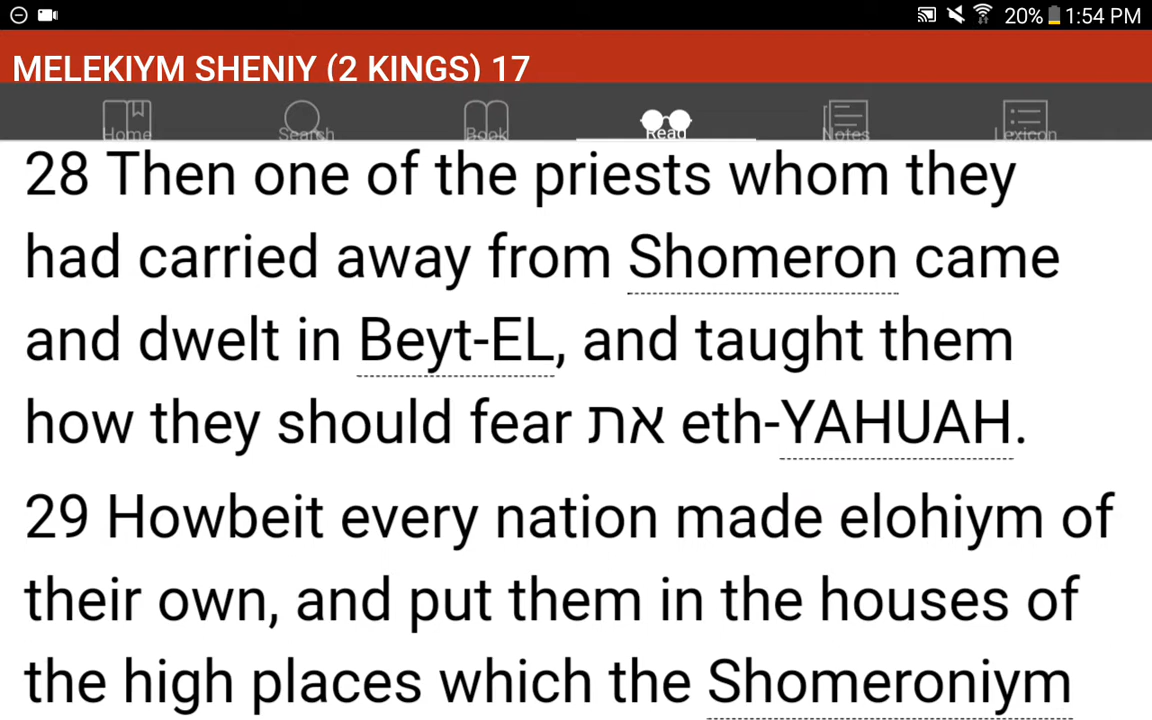 20% 1:54 PM
MELEKIYM SHENIY (2 KINGS) 17
Home Search Book Read Notes Lexicon
28 Then one of the priests whom they
had carried away from Shomeron came
and dwelt in Beyt-EL, and taught them
how they should fear את eth-YAHUAH.
29 Howbeit every nation made elohiym of
their own, and put them in the houses of
the high places which the Shomeroniym